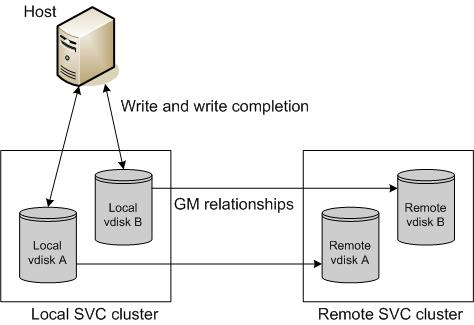 Host
Write and write completion
Local
vdisk B
Remote
vdisk B
GM relationships
Local
vdisk A
Remote
vdisk A
Local SVC cluster
Remote SVC cluster